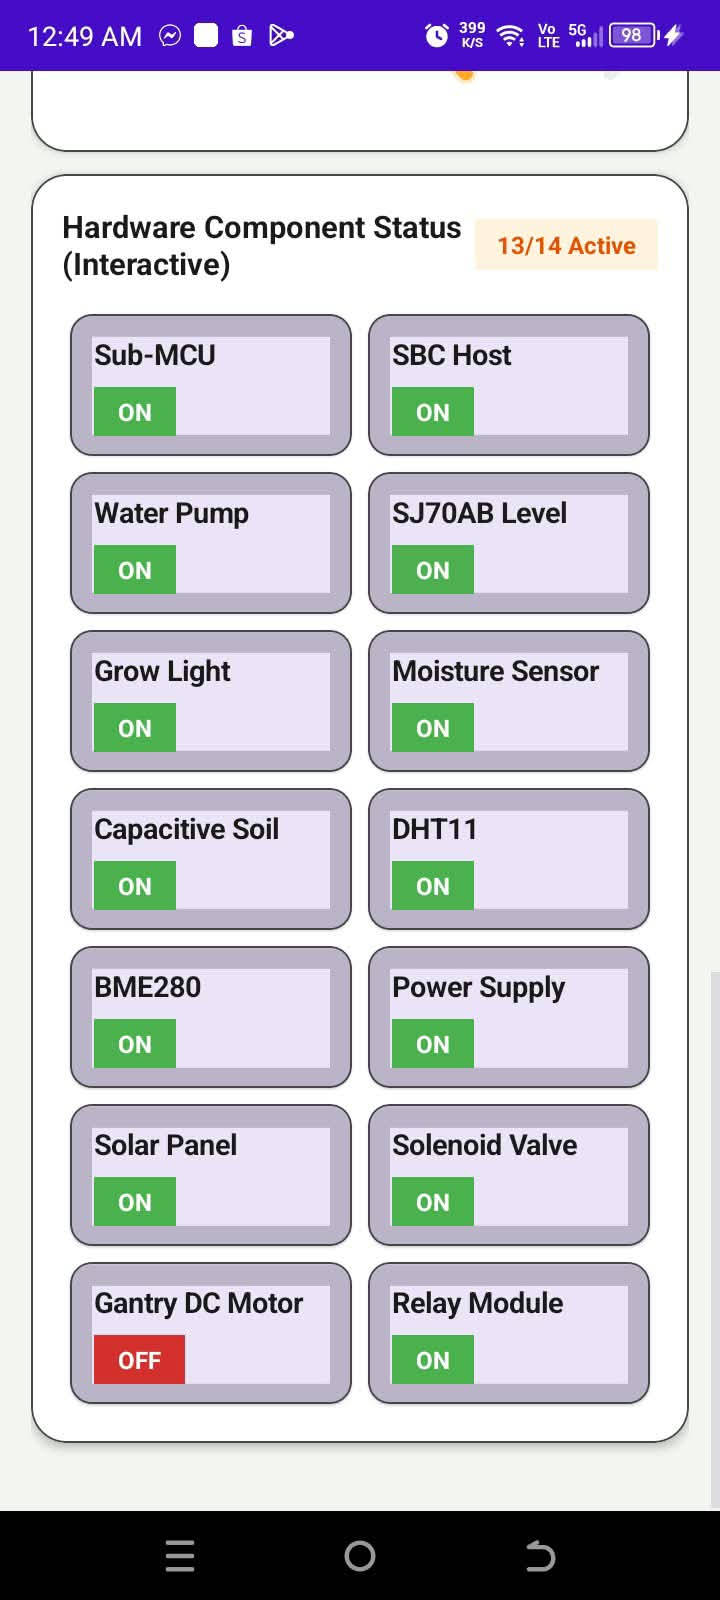 12:49 AM
399 K/S
Vo LTE
5G
98
Hardware Component Status
(Interactive)
13/14 Active
Sub-MCU
ON
SBC Host
ON
Water Pump
ON
SJ70AB Level
ON
Grow Light
ON
Moisture Sensor
ON
Capacitive Soil
ON
DHT11
ON
BME280
ON
Power Supply
ON
Solar Panel
ON
Solenoid Valve
ON
Gantry DC Motor
OFF
Relay Module
ON